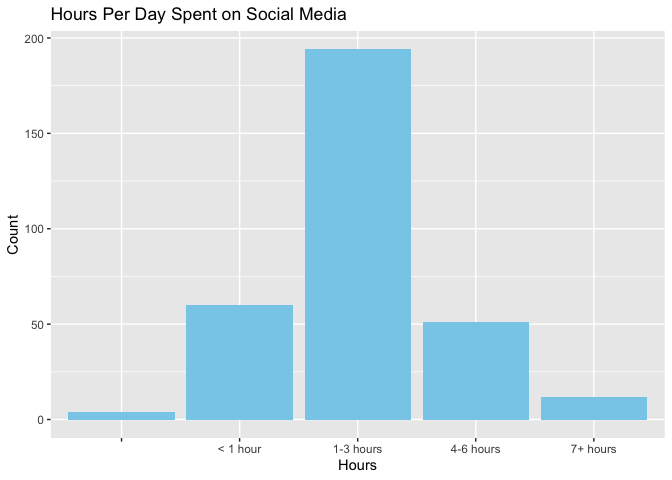 Hours Per Day Spent on Social Media
200
150
100
50
0
Count
< 1 hour 1-3 hours 4-6 hours 7+ hours
Hours